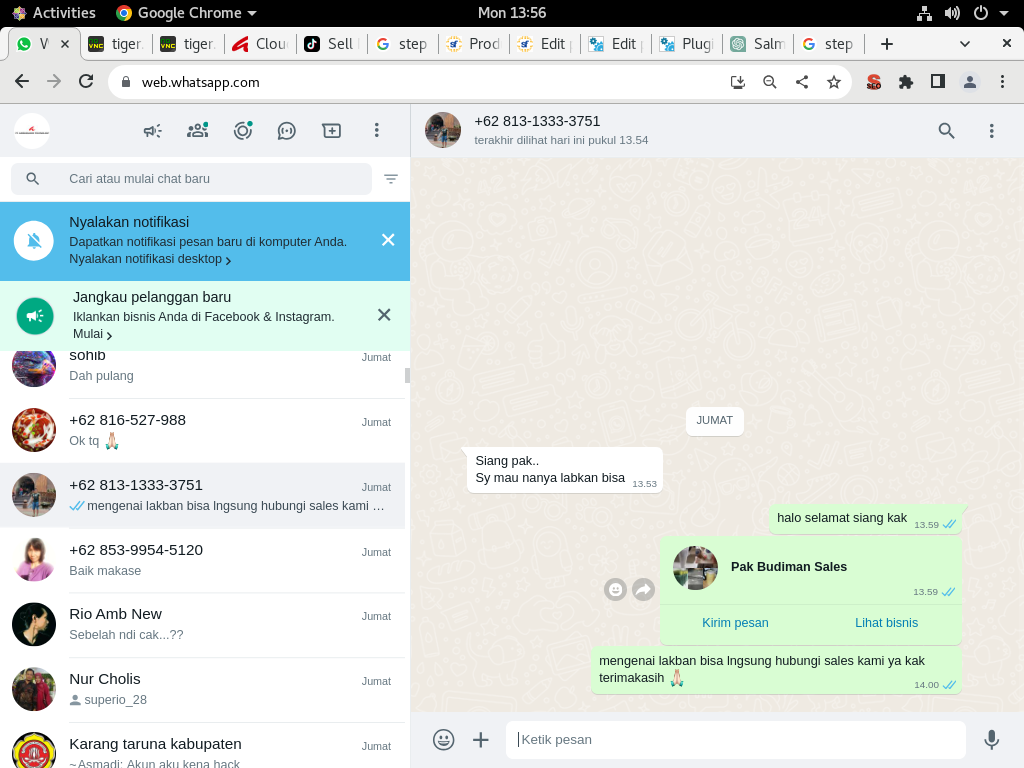 Activities
Google Chrome
Mon 13:56
W
tiger
tiger
Clou
Sell
step
Prod
Edit
Edit
Plugi
Salm
step
web.whatsapp.com
SEO
Cari atau mulai chat baru
Nyalakan notifikasi
Dapatkan notifikasi pesan baru di komputer Anda.
Nyalakan notifikasi desktop
Jangkau pelanggan baru
Iklankan bisnis Anda di Facebook & Instagram.
Mulai
sohib
Jumat
Dah pulang
+62 816-527-988
Jumat
Ok tq 🙏🏻
+62 813-1333-3751
Jumat
mengenai lakban bisa lngsung hubungi sales kami …
+62 853-9954-5120
Jumat
Baik makase
Rio Amb New
Jumat
Sebelah ndi cak...??
Nur Cholis
Jumat
superio_28
Karang taruna kabupaten
Jumat
~Asmadi: Akun aku kena hack
+62 813-1333-3751
terakhir dilihat hari ini pukul 13.54
JUMAT
Siang pak..
Sy mau nanya labkan bisa 13.53
halo selamat siang kak 13.59
Pak Budiman Sales
13.59
Kirim pesan
Lihat bisnis
mengenai lakban bisa lngsung hubungi sales kami ya kak
terimakasih 🙏🏻 14.00
Ketik pesan